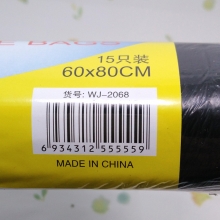 E BAGS
15只装
60x80CM
货号: WJ-2068
6 934312 555559
MADE IN CHINA